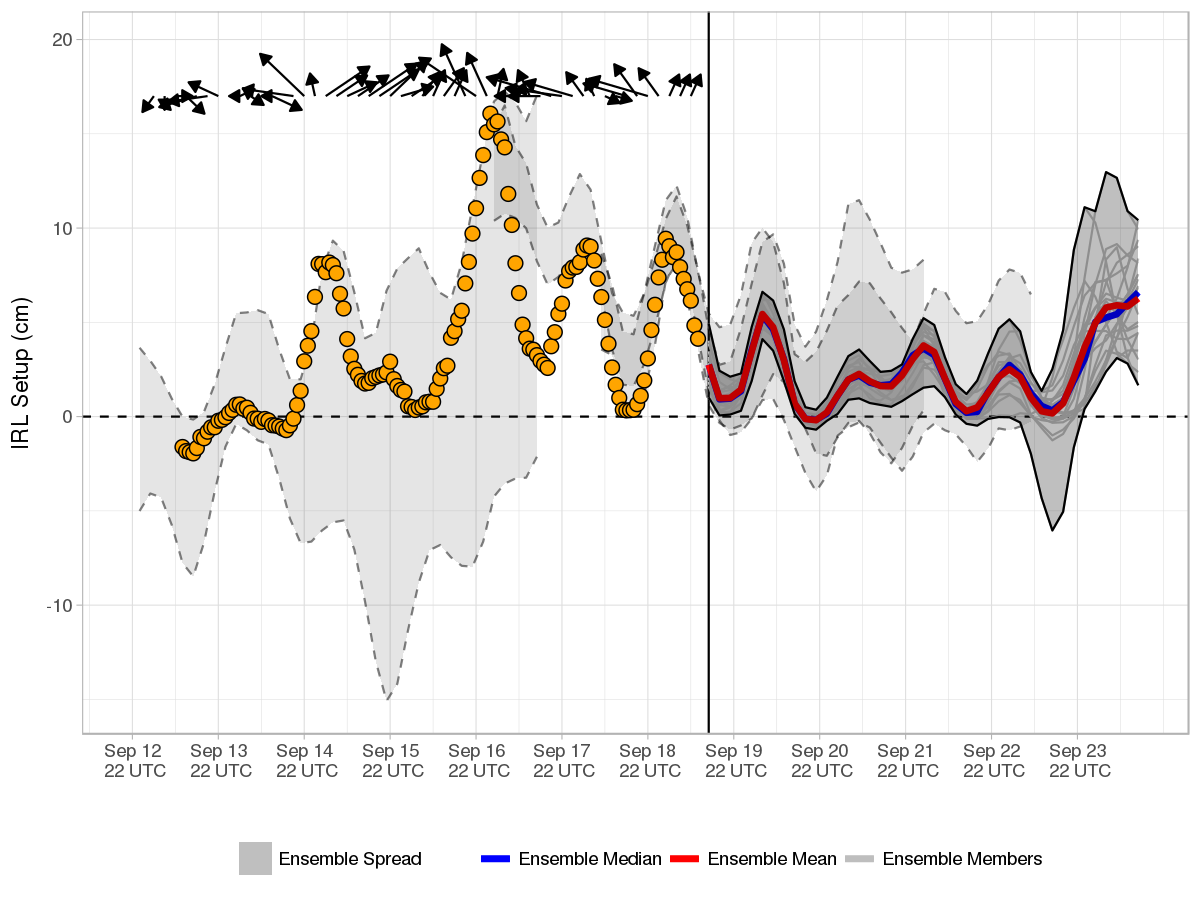 IRL Setup (cm)
20
10
0
-10
Sep 12 Sep 13 Sep 14 Sep 15 Sep 16 Sep 17 Sep 18 Sep 19 Sep 20 Sep 21 Sep 22 Sep 23
22 UTC 22 UTC 22 UTC 22 UTC 22 UTC 22 UTC 22 UTC 22 UTC 22 UTC 22 UTC 22 UTC 22 UTC
Ensemble Spread Ensemble Median Ensemble Mean Ensemble Members